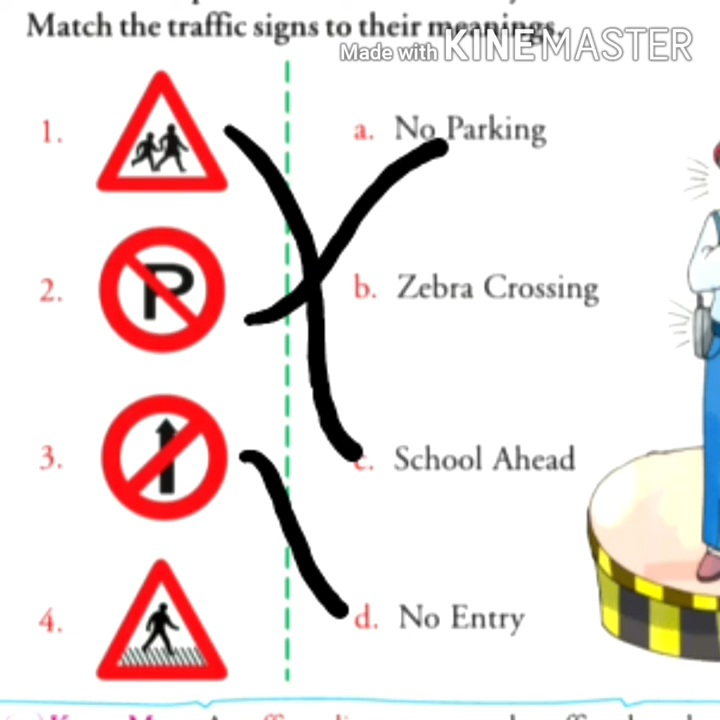 Match the traffic signs to their meanings.
Made with KINEMASTER
1.
a. No Parking
2. P
b. Zebra Crossing
3.
c. School Ahead
4.
d. No Entry